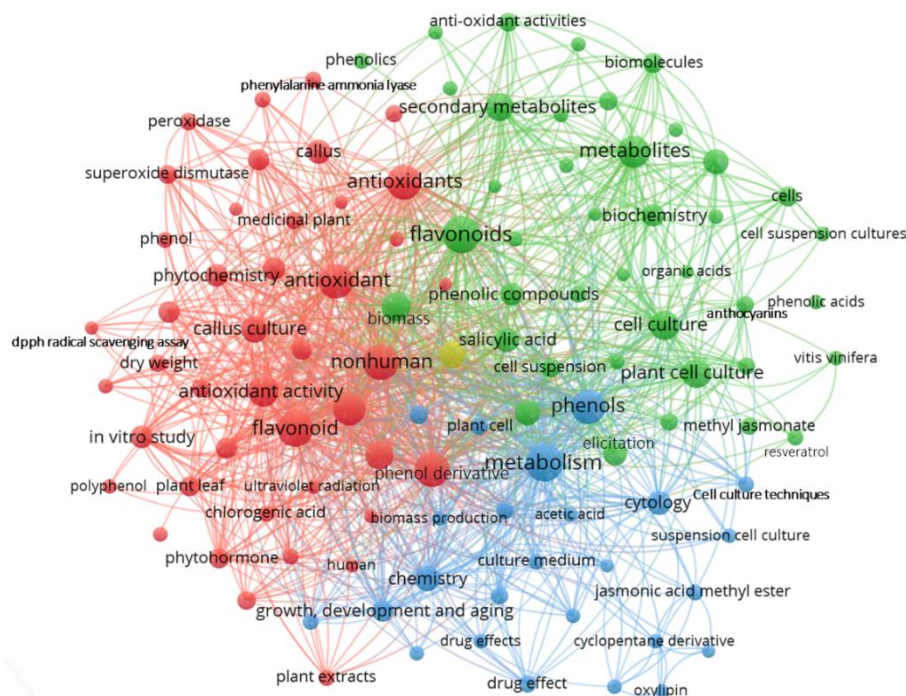 anti-oxidant activities
phenolics
biomolecules
phenylalanine ammonia lyase
secondary metabolites
peroxidase
callus
metabolites
superoxide dismutase
antioxidants
cells
medicinal plant
biochemistry
phenol
flavonoids
cell suspension cultures
phytochemistry
antioxidant
organic acids
phenolic compounds
phenolic acids
biomass
anthocyanins
callus culture
cell culture
dpph radical scavenging assay
salicylic acid
dry weight
nonhuman
cell suspension
vitis vinifera
plant cell culture
antioxidant activity
phenols
flavonoid
plant cell
methyl jasmonate
in vitro study
elicitation
resveratrol
metabolism
phenol derivative
polyphenol
plant leaf
ultraviolet radiation
Cell culture techniques
cytology
chlorogenic acid
biomass production
acetic acid
suspension cell culture
phytohormone
human
culture medium
chemistry
jasmonic acid methyl ester
growth, development and aging
drug effects
cyclopentane derivative
plant extracts
drug effect
oxylipin